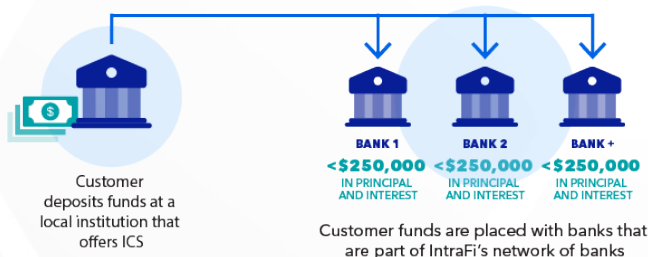 $
Customer
deposits funds at a
local institution that
offers ICS
BANK 1
<$250,000
IN PRINCIPAL
AND INTEREST
BANK 2
<$250,000
IN PRINCIPAL
AND INTEREST
BANK +
<$250,000
IN PRINCIPAL
AND INTEREST
Customer funds are placed with banks that
are part of IntraFi's network of banks